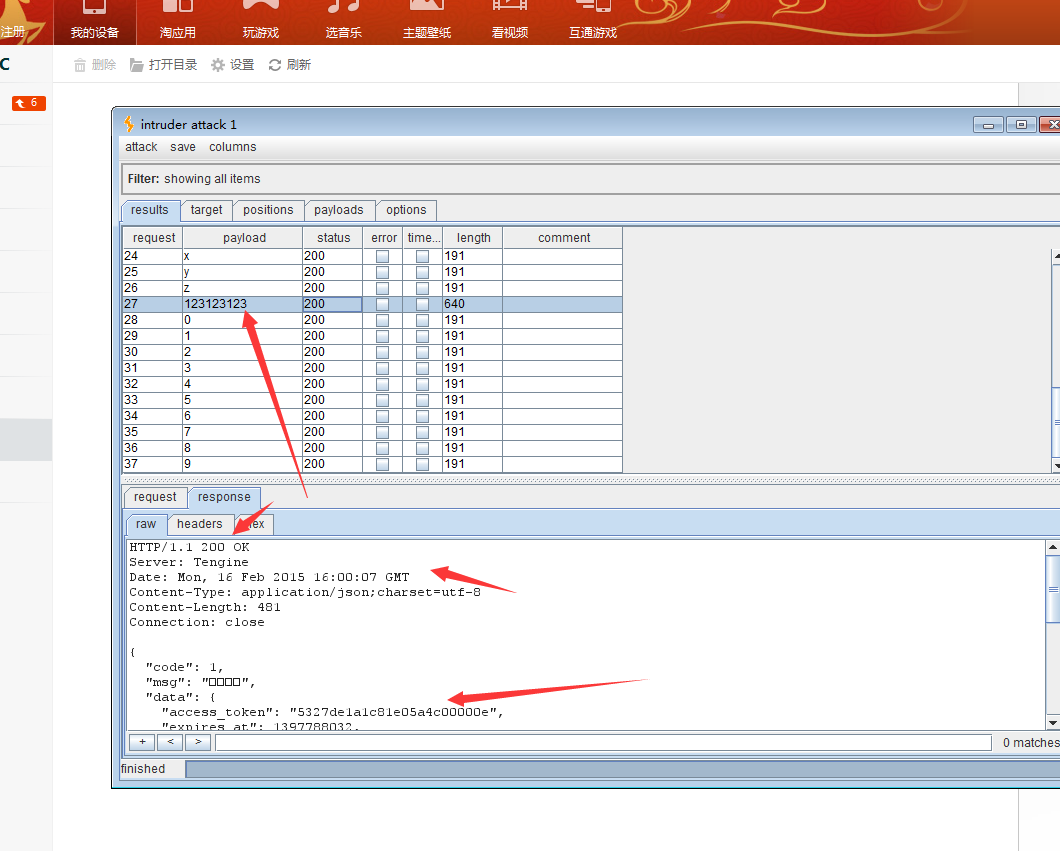 注册
我的设备 淘应用 玩游戏 选音乐 主题壁纸 看视频 互通游戏
C
删除 打开目录 设置 刷新
6
intruder attack 1
attack save columns
Filter: showing all items
results target positions payloads options
request payload status error time... length comment
24 x 200 191
25 y 200 191
26 z 200 191
27 123123123 200 640
28 0 200 191
29 1 200 191
30 2 200 191
31 3 200 191
32 4 200 191
33 5 200 191
34 6 200 191
35 7 200 191
36 8 200 191
37 9 200 191
request response
raw headers hex
HTTP/1.1 200 OK
Server: Tengine
Date: Mon, 16 Feb 2015 16:00:07 GMT
Content-Type: application/json;charset=utf-8
Content-Length: 481
Connection: close
{
"code": 1,
"msg": "□□□□",
"data": {
"access_token": "5327de1a1c81e05a4c00000e",
"expires_at": 1397788032,
+ < > 0 matches
finished